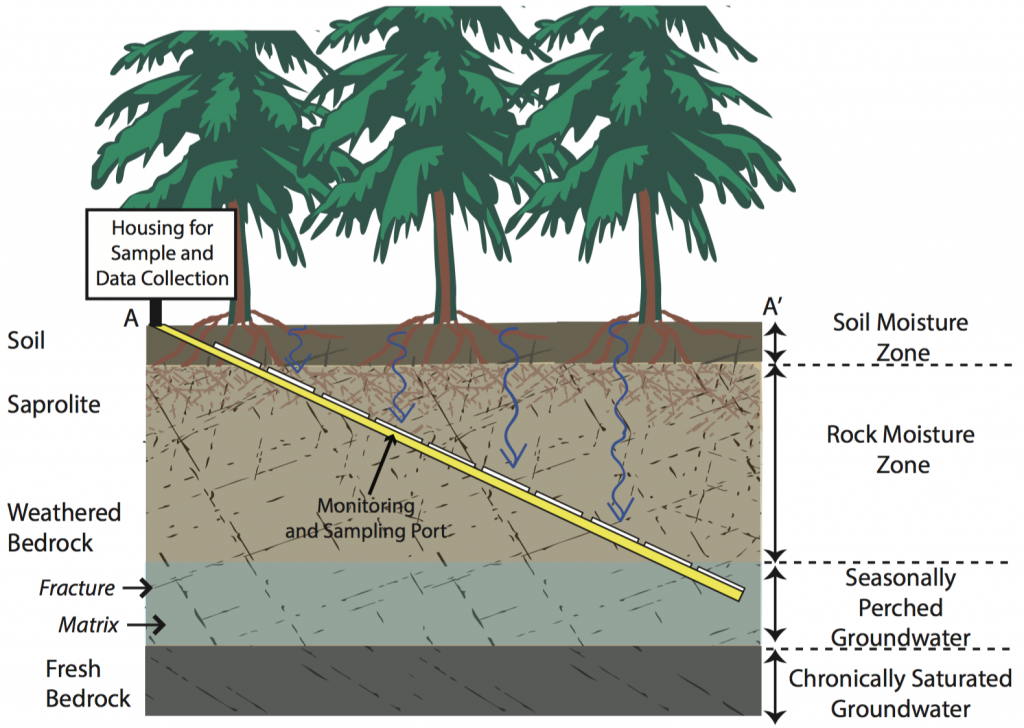 Housing for
Sample and
Data Collection
A
A′
Soil
Soil Moisture
Zone
Saprolite
Rock Moisture
Zone
Monitoring
and Sampling Port
Weathered
Bedrock
Fracture
Matrix
Seasonally
Perched
Groundwater
Fresh
Bedrock
Chronically Saturated
Groundwater